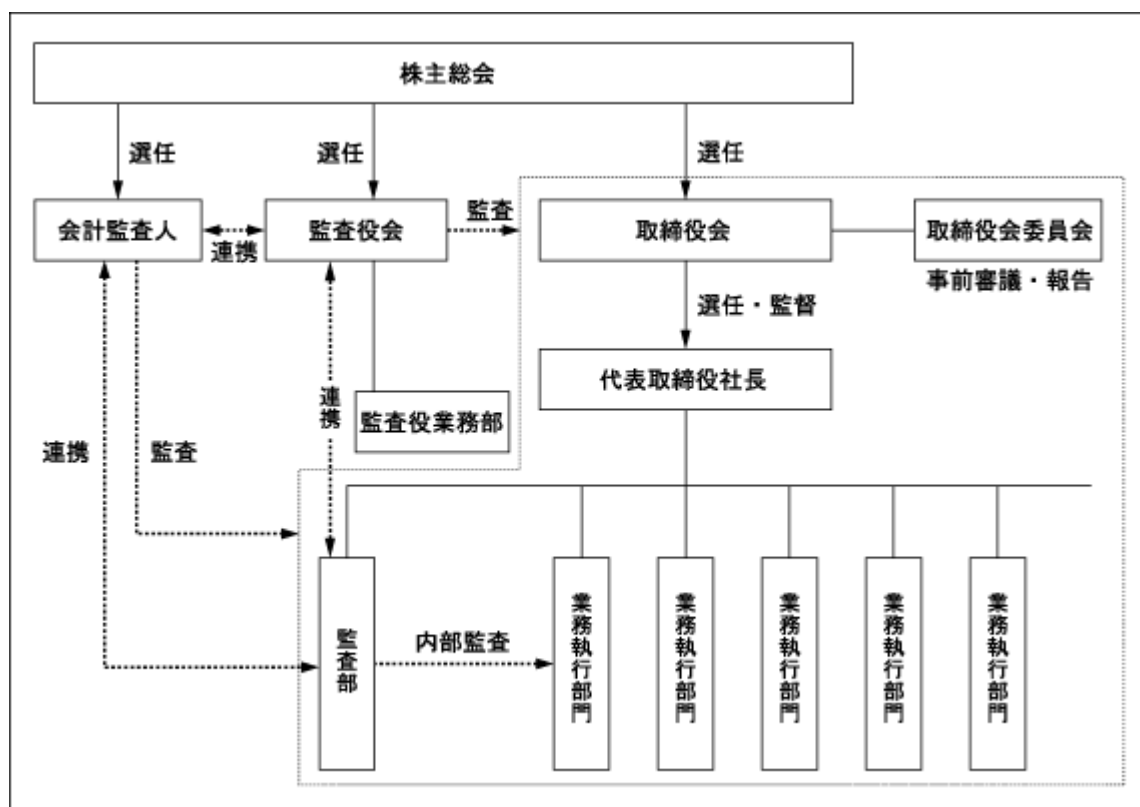 株主総会
選任
選任
選任
会計監査人
連携
監査役会
監査
取締役会
取締役会委員会
事前審議・報告
選任・監督
代表取締役社長
連携
監査役業務部
連携
監査
監査部
内部監査
業務執行部門
業務執行部門
業務執行部門
業務執行部門
業務執行部門